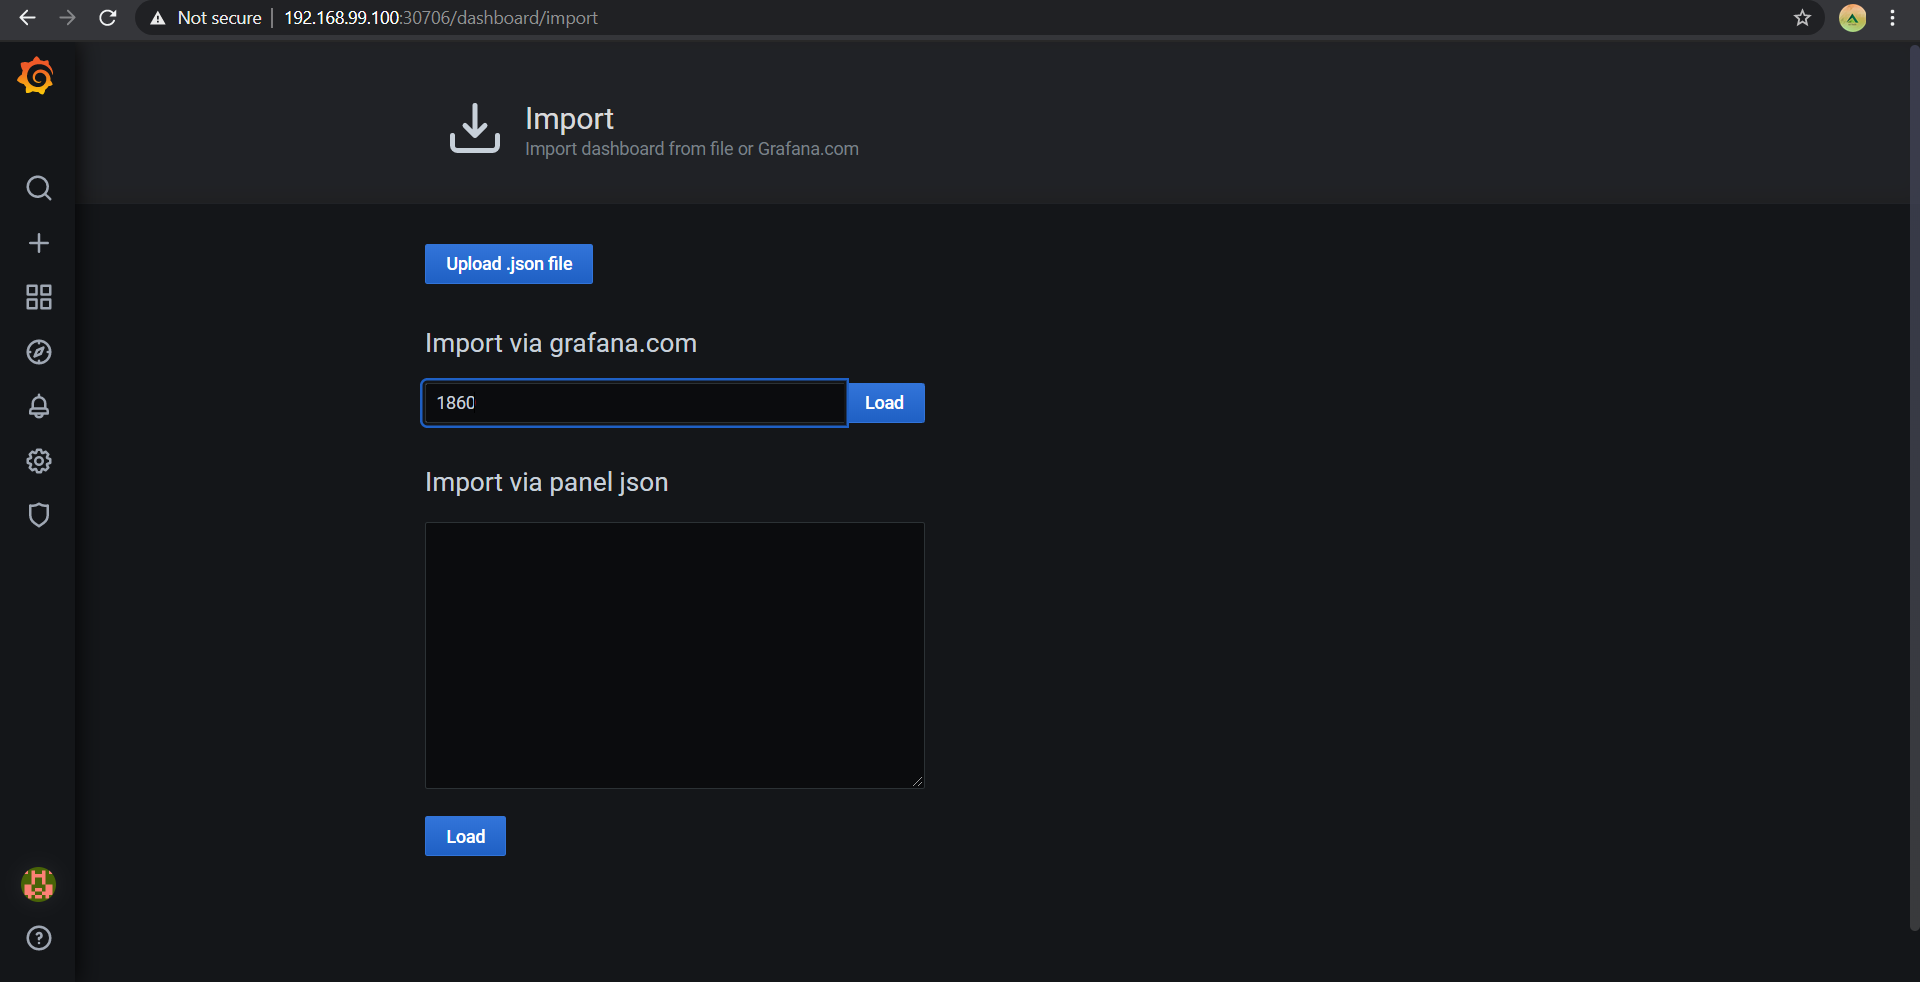 Not secure | 192.168.99.100:30706/dashboard/import
Import
Import dashboard from file or Grafana.com
Upload .json file
Import via grafana.com
1860
Load
Import via panel json
Load